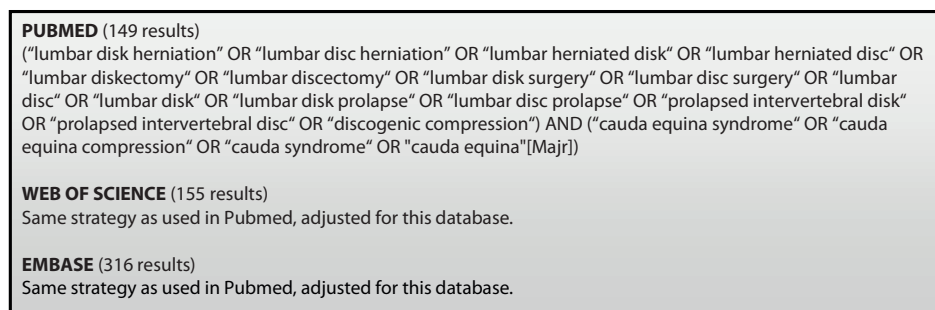 PUBMED (149 results)
(“lumbar disk herniation” OR “lumbar disc herniation” OR “lumbar herniated disk“ OR “lumbar herniated disc“ OR
“lumbar diskectomy“ OR “lumbar discectomy“ OR “lumbar disk surgery“ OR “lumbar disc surgery“ OR “lumbar
disc“ OR “lumbar disk“ OR “lumbar disk prolapse“ OR “lumbar disc prolapse“ OR “prolapsed intervertebral disk“
OR “prolapsed intervertebral disc“ OR “discogenic compression“) AND (“cauda equina syndrome“ OR “cauda
equina compression“ OR “cauda syndrome“ OR "cauda equina"[Majr])
WEB OF SCIENCE (155 results)
Same strategy as used in Pubmed, adjusted for this database.
EMBASE (316 results)
Same strategy as used in Pubmed, adjusted for this database.